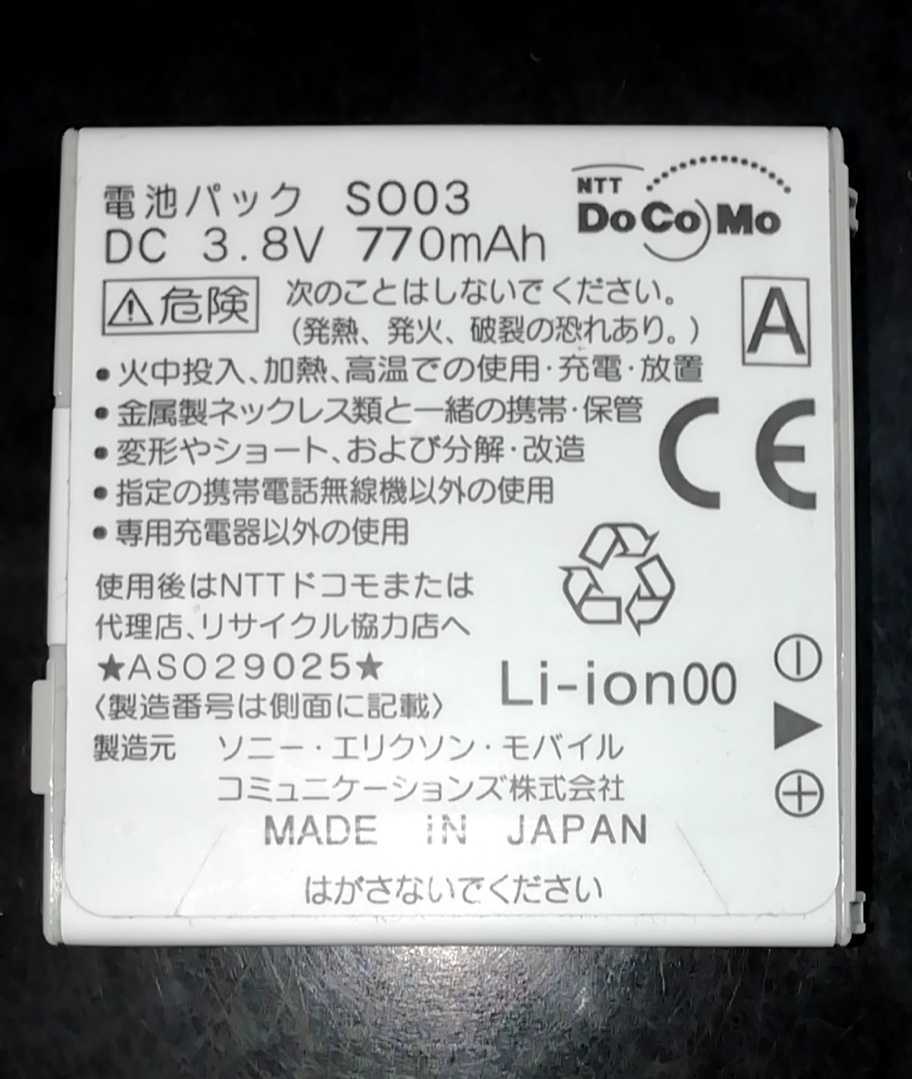 電池パック SO03
NTT
DoCoMo
DC 3.8V 770mAh
⚠危険 次のことはしないでください。
(発熱、発火、破裂の恐れあり。)
A
●火中投入、加熱、高温での使用・充電・放置
●金属製ネックレス類と一緒の携帯・保管
●変形やショート、および分解・改造
●指定の携帯電話無線機以外の使用
●専用充電器以外の使用
CE
使用後はNTTドコモまたは
代理店、リサイクル協力店へ
★ASO29025★
〈製造番号は側面に記載〉
Li-ion00
製造元 ソニー・エリクソン・モバイル
コミュニケーションズ株式会社
MADE IN JAPAN
はがさないでください
⊖
▶
⊕